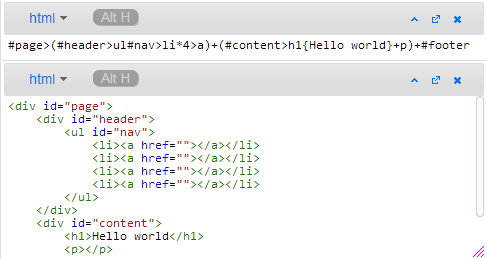 html Alt H
#page>(#header>ul#nav>li*4>a)+(#content>h1{Hello world}+p)+#footer
html Alt H
<div id="page">
    <div id="header">
        <ul id="nav">
            <li><a href=""></a></li>
            <li><a href=""></a></li>
            <li><a href=""></a></li>
            <li><a href=""></a></li>
        </ul>
    </div>
    <div id="content">
        <h1>Hello world</h1>
        <p></p>